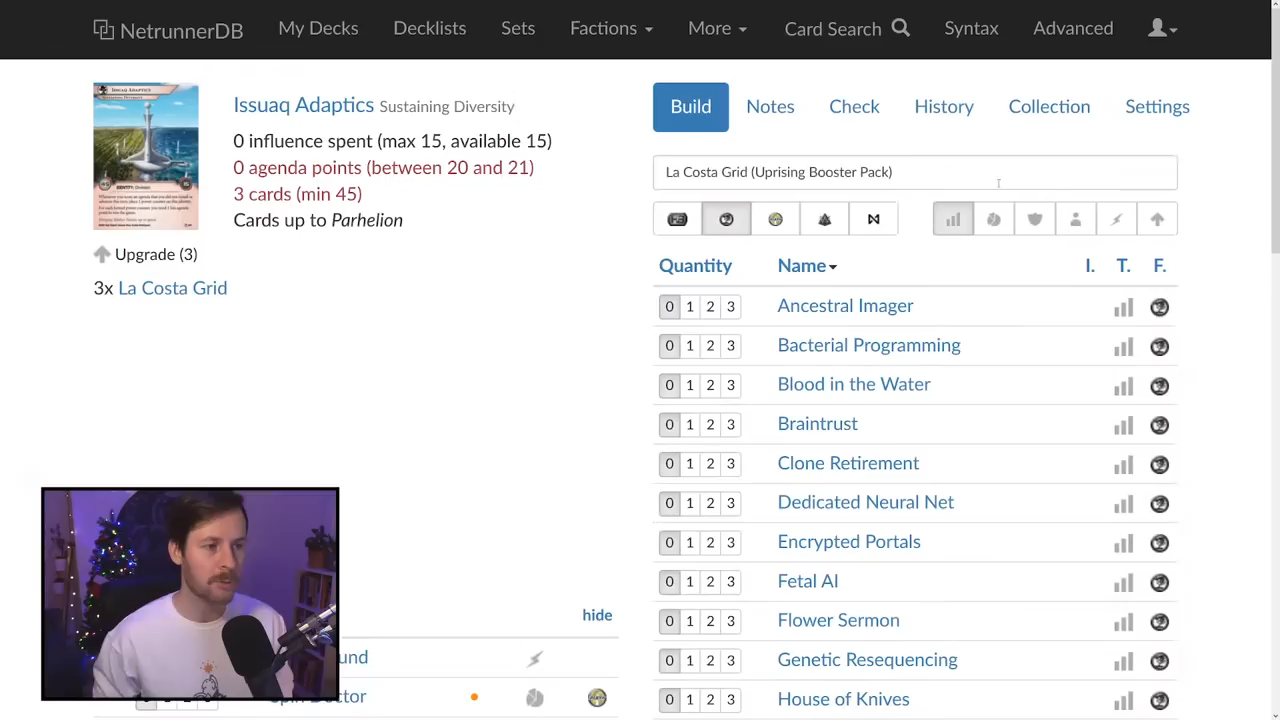 NetrunnerDB My Decks Decklists Sets Factions More Card Search Syntax Advanced
Issuaq Adaptics Sustaining Diversity
0 influence spent (max 15, available 15)
0 agenda points (between 20 and 21)
3 cards (min 45)
Cards up to Parhelion
Upgrade (3)
3x La Costa Grid
hide
und
Spin Doctor
Build Notes Check History Collection Settings
La Costa Grid (Uprising Booster Pack)
Quantity Name I. T. F.
0 1 2 3 Ancestral Imager
0 1 2 3 Bacterial Programming
0 1 2 3 Blood in the Water
0 1 2 3 Braintrust
0 1 2 3 Clone Retirement
0 1 2 3 Dedicated Neural Net
0 1 2 3 Encrypted Portals
0 1 2 3 Fetal AI
0 1 2 3 Flower Sermon
0 1 2 3 Genetic Resequencing
0 1 2 3 House of Knives